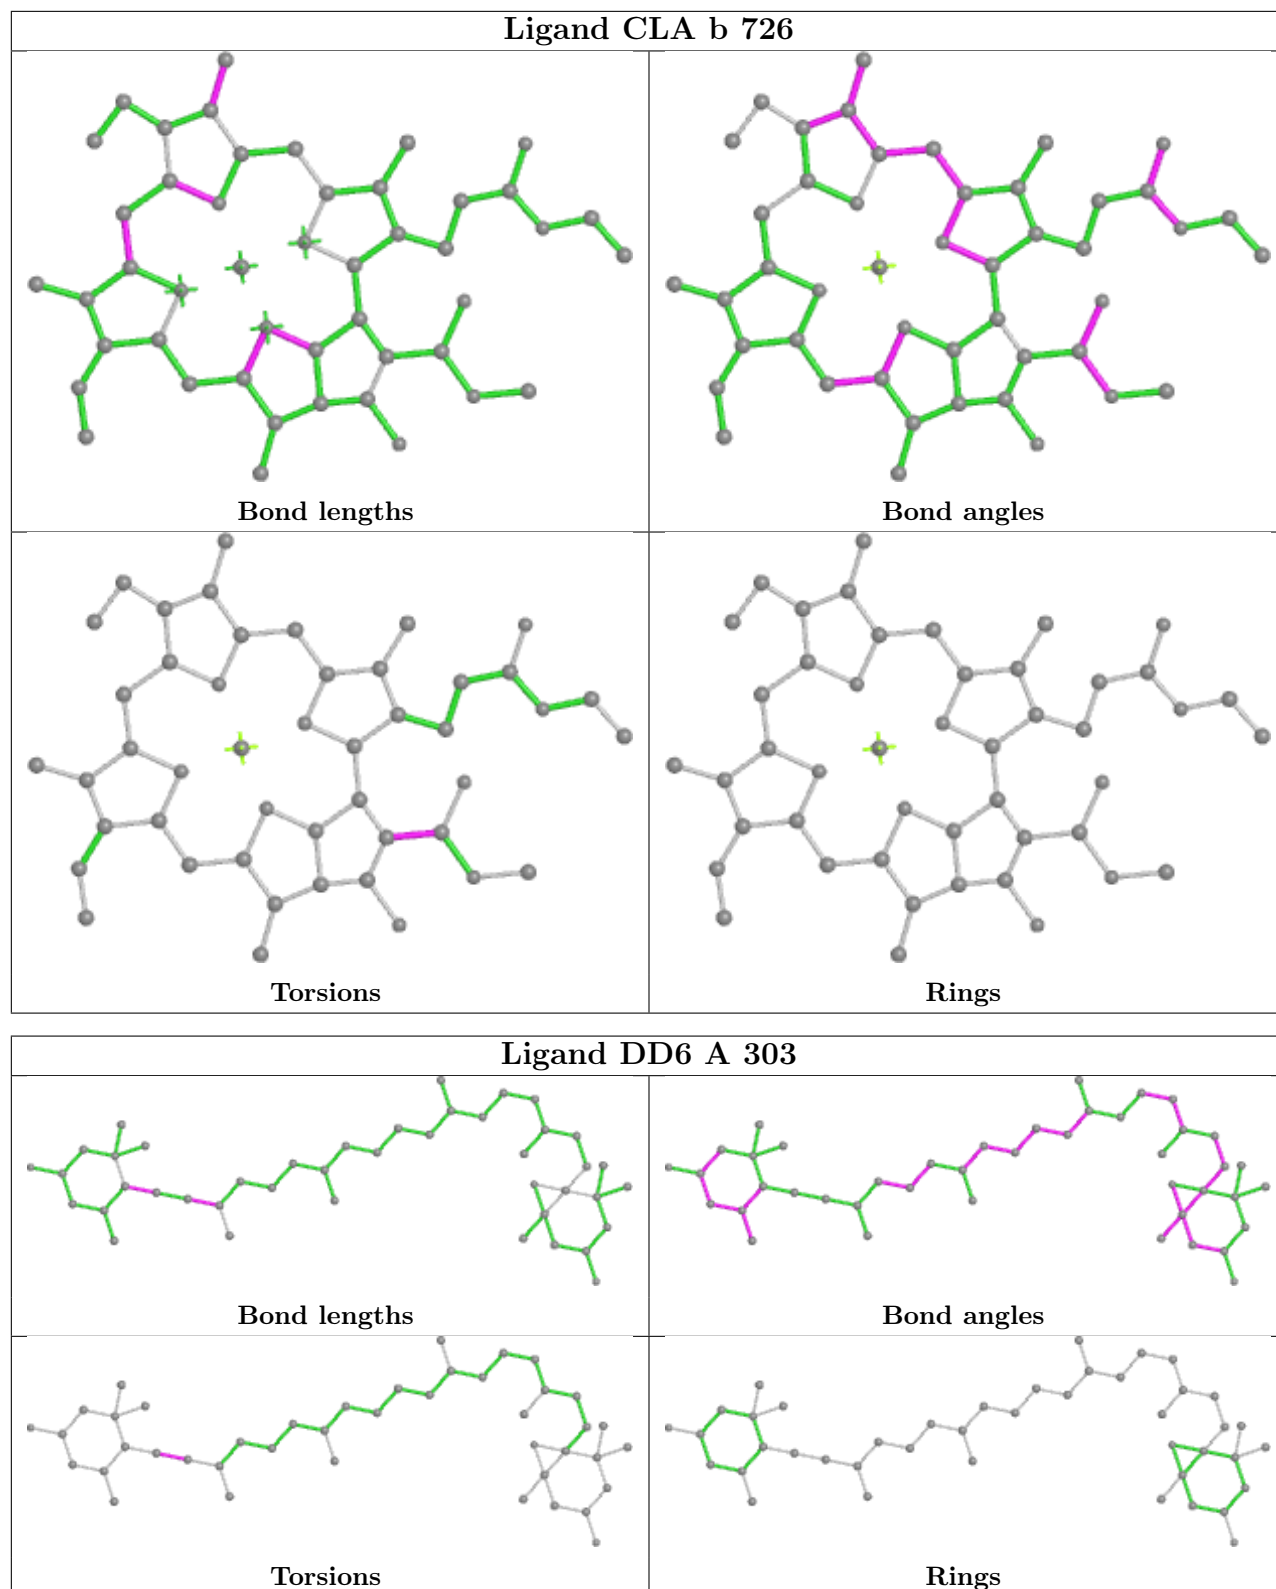 Ligand CLA b 726
Bond lengths
Bond angles
Torsions
Rings
Ligand DD6 A 303
Bond lengths
Bond angles
Torsions
Rings